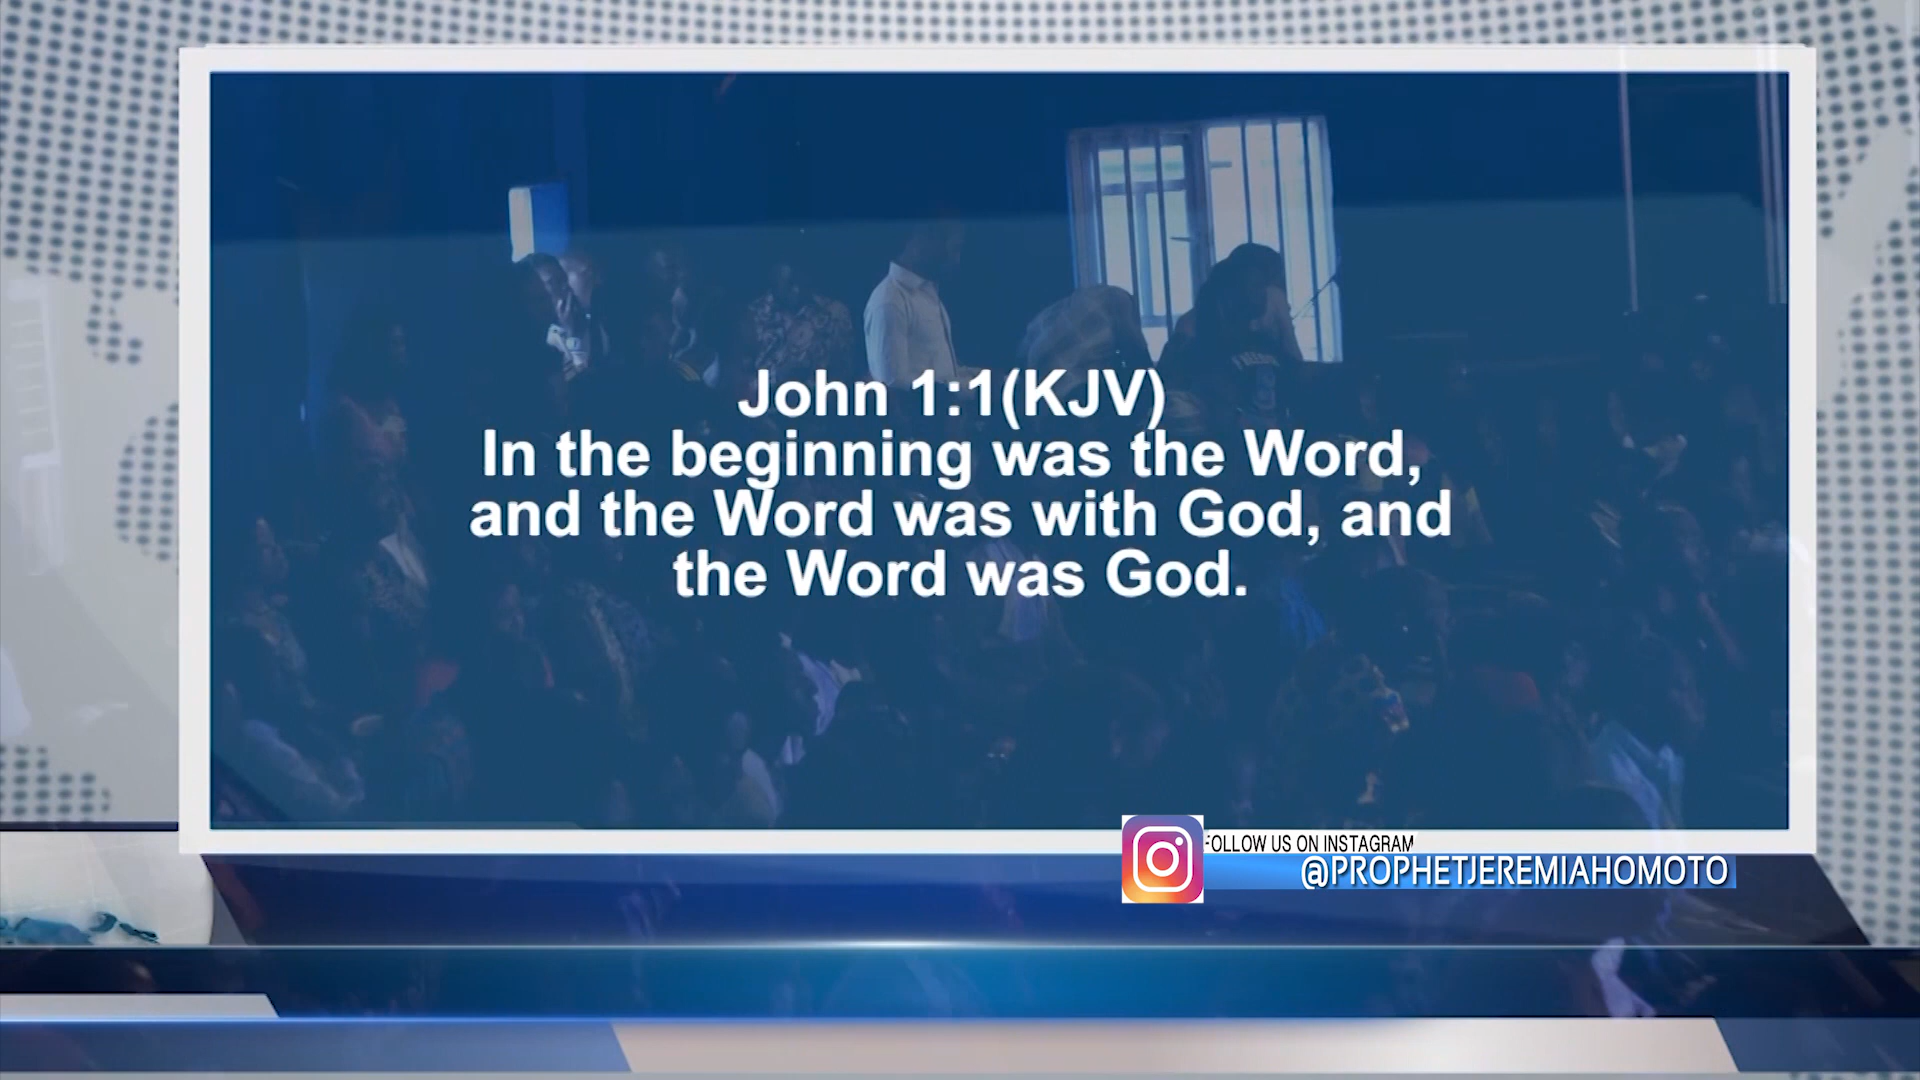 John 1:1(KJV)
In the beginning was the Word,
and the Word was with God, and
the Word was God.
FOLLOW US ON INSTAGRAM
@PROPHETJEREMIAHOMOTO